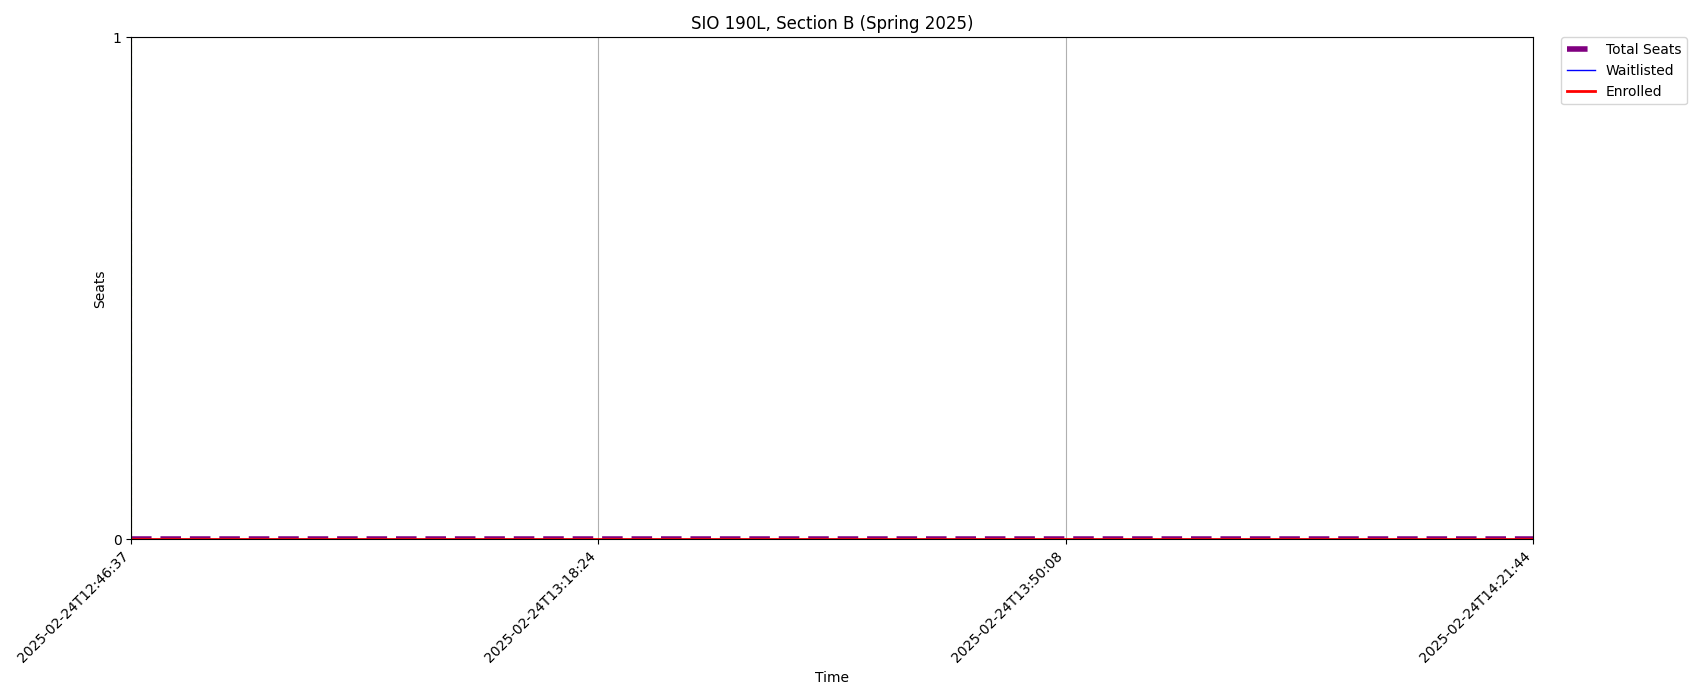 SIO 190L, Section B (Spring 2025)
1
Total Seats
Waitlisted
Enrolled
Seats
0
2025-02-24T12:46:37
2025-02-24T13:18:24
2025-02-24T13:50:08
2025-02-24T14:21:44
Time